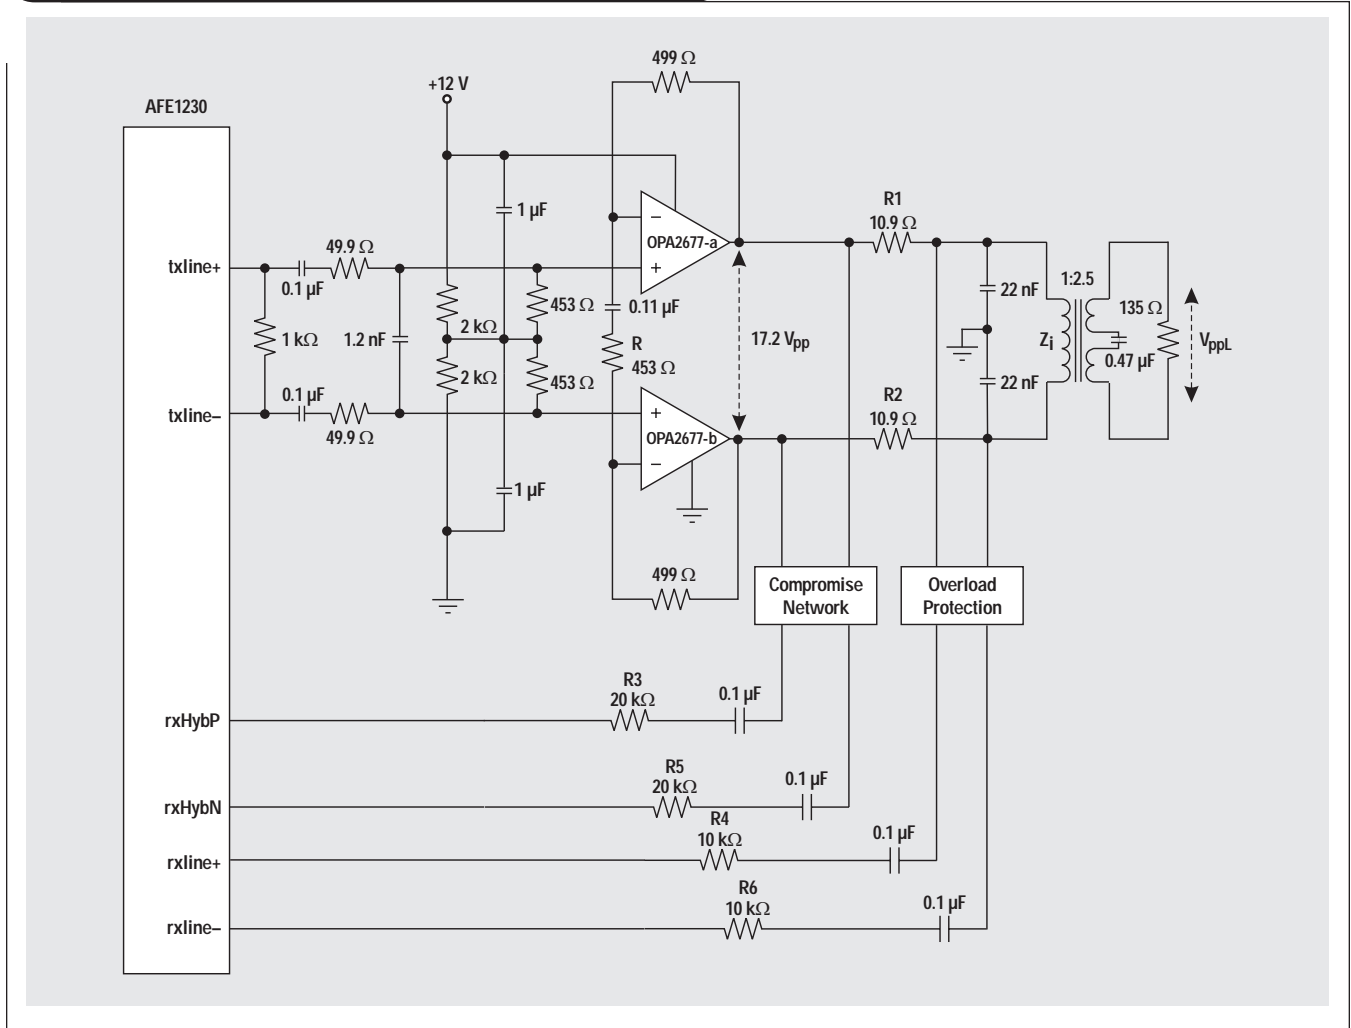 499 Ω
+12 V
AFE1230
R1
10.9 Ω
1 µF
–
OPA2677-a
+
49.9 Ω
txline+
0.1 µF
1:2.5
22 nF
453 Ω
0.11 µF
135 Ω
2 kΩ
1 kΩ
1.2 nF
R
453 Ω
17.2 Vpp
Zi
VppL
0.47 µF
2 kΩ
453 Ω
22 nF
0.1 µF
R2
10.9 Ω
txline–
49.9 Ω
+
OPA2677-b
–
1 µF
499 Ω
Compromise
Network
Overload
Protection
R3
20 kΩ
0.1 µF
rxHybP
R5
20 kΩ
0.1 µF
rxHybN
R4
10 kΩ
0.1 µF
rxline+
R6
10 kΩ
0.1 µF
rxline–